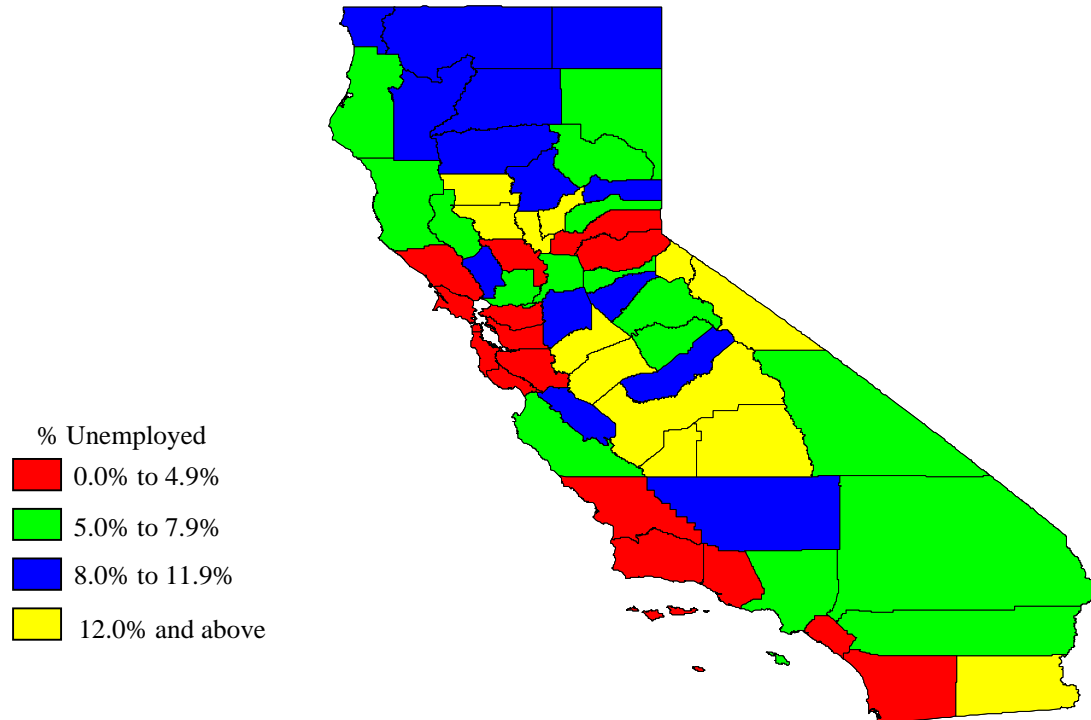 % Unemployed
0.0% to 4.9%
5.0% to 7.9%
8.0% to 11.9%
12.0% and above